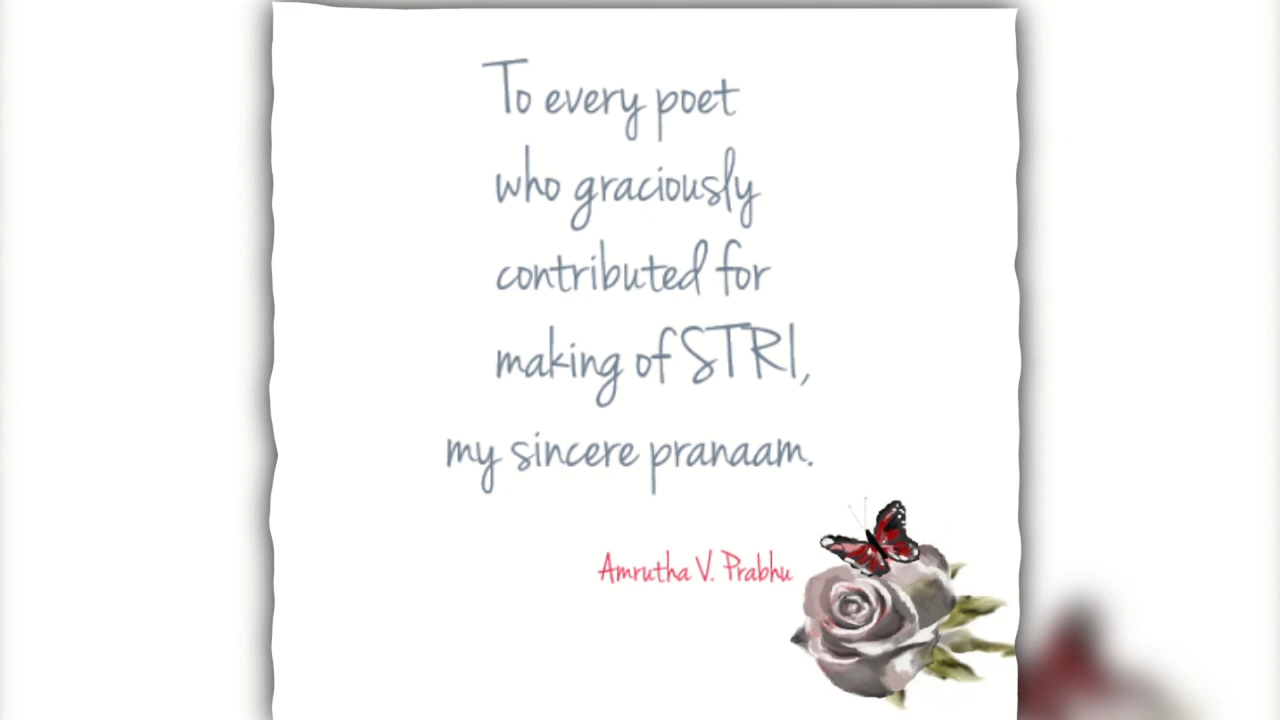 To every poet
who graciously
contributed for
making of STRI,
my sincere pranaam.
Amrutha V. Prabhu